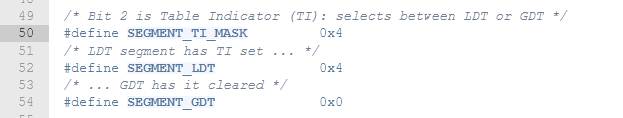 49 /* Bit 2 is Table Indicator (TI): selects between LDT or GDT */
50 #define SEGMENT_TI_MASK 0x4
51 /* LDT segment has TI set ... */
52 #define SEGMENT_LDT 0x4
53 /* ... GDT has it cleared */
54 #define SEGMENT_GDT 0x0